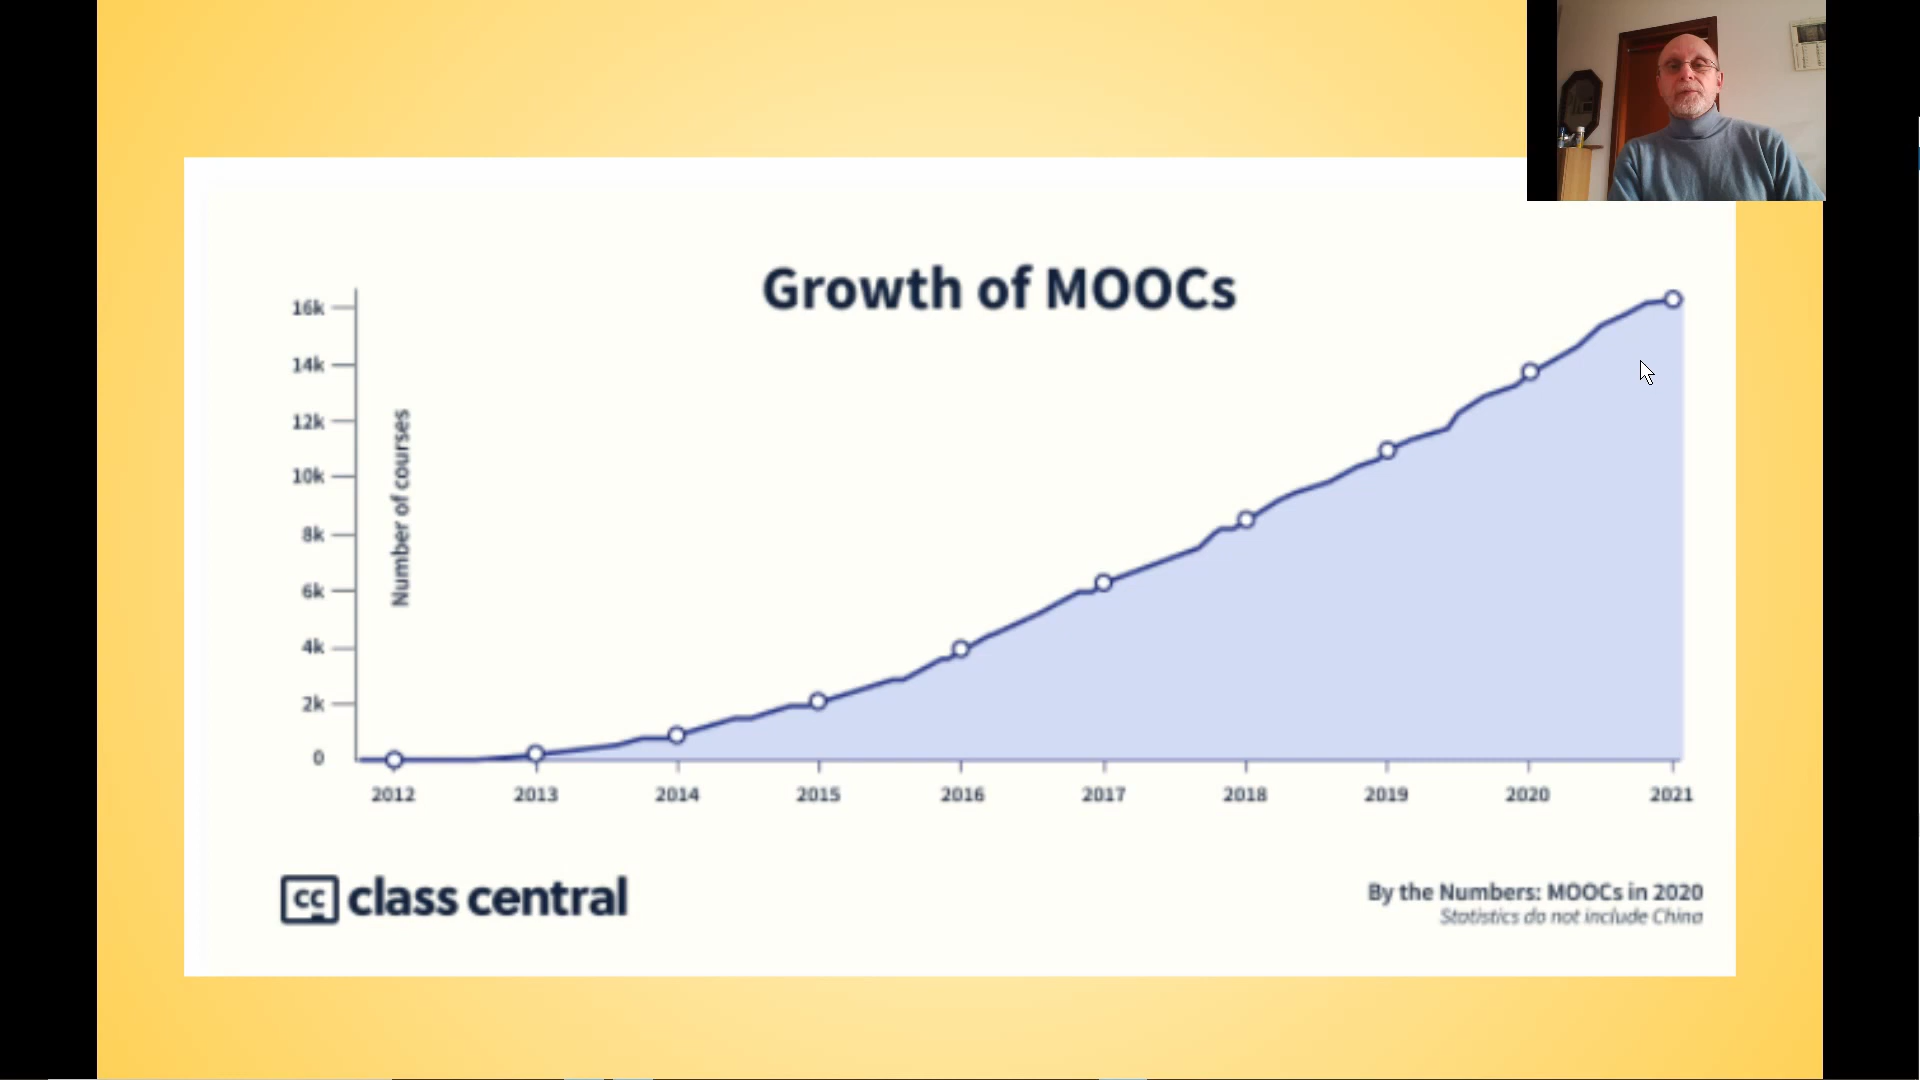 Growth of MOOCs
16k
14k
12k
10k
8k
6k
4k
2k
0
Number of courses
2012 2013 2014 2015 2016 2017 2018 2019 2020 2021
cc class central
By the Numbers: MOOCs in 2020
Statistics do not include China